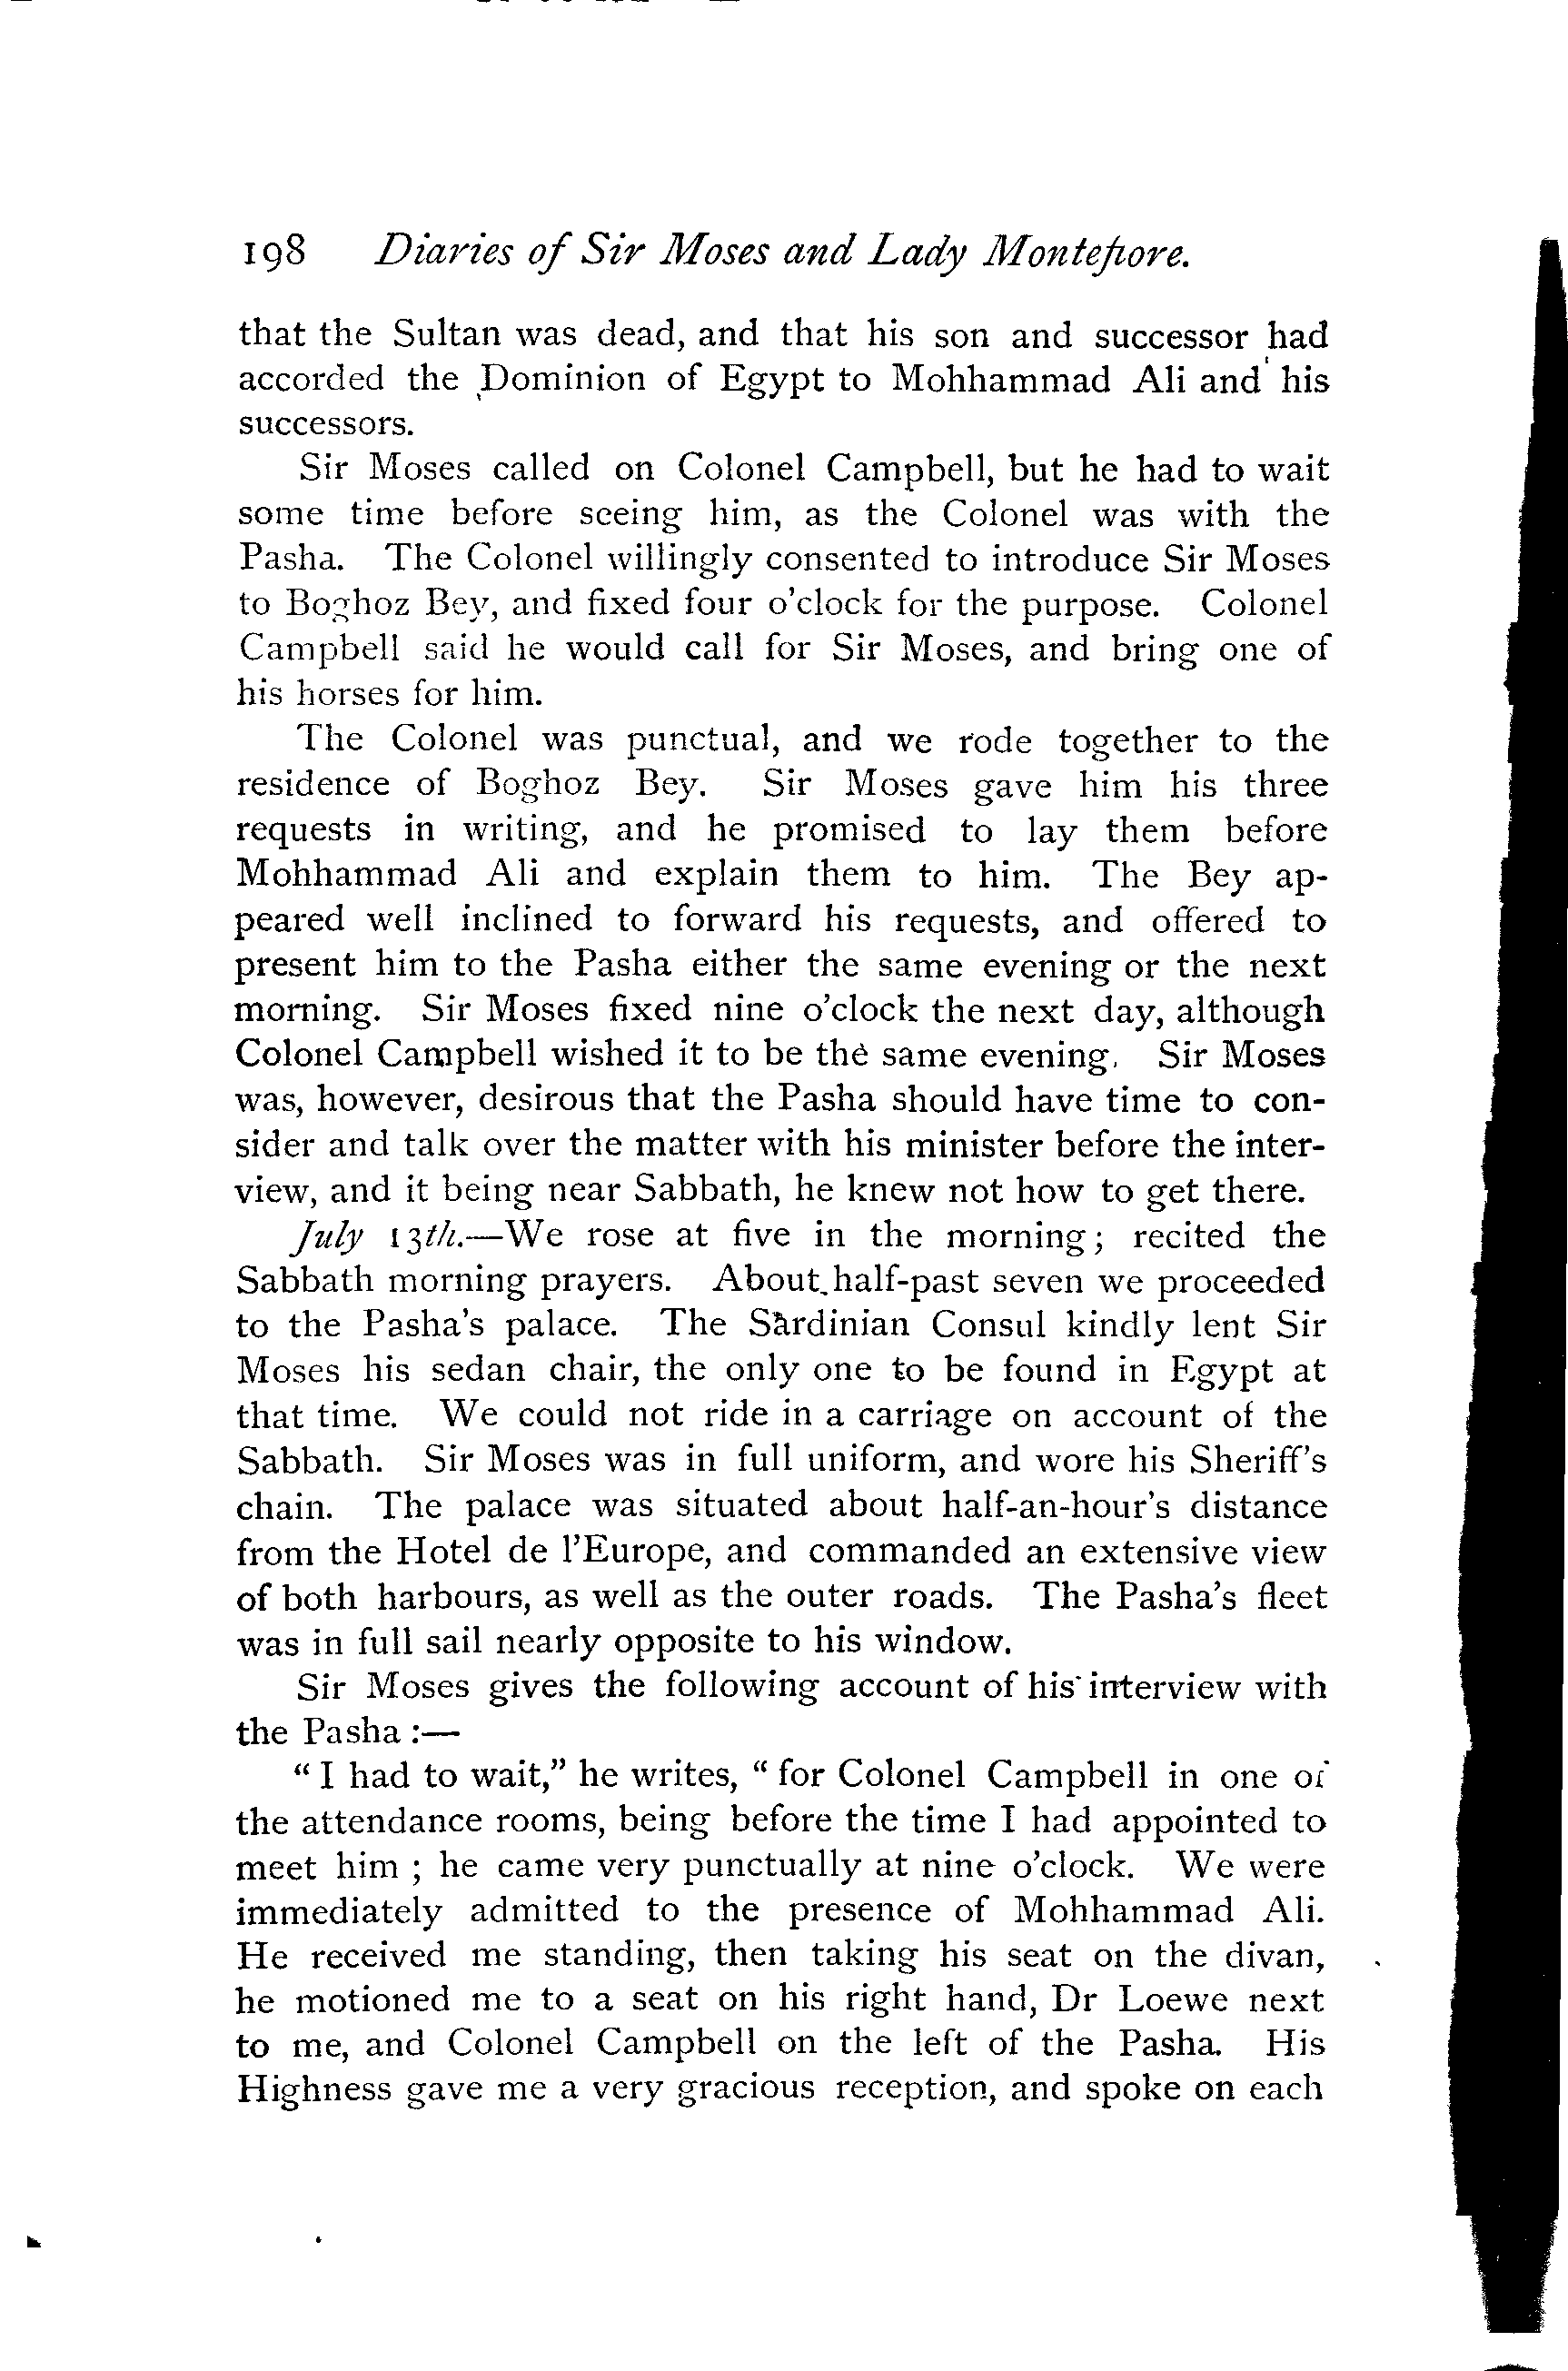 198 Diaries of Sir Moses and Lady Montefiore.
that the Sultan was dead, and that his son and successor had
accorded the Dominion of Egypt to Mohhammad Ali and his
successors.
Sir Moses called on Colonel Campbell, but he had to wait
some time before seeing him, as the Colonel was with the
Pasha. The Colonel willingly consented to introduce Sir Moses
to Boghoz Bey, and fixed four o'clock for the purpose. Colonel
Campbell said he would call for Sir Moses, and bring one of
his horses for him.
The Colonel was punctual, and we rode together to the
residence of Boghoz Bey. Sir Moses gave him his three
requests in writing, and he promised to lay them before
Mohhammad Ali and explain them to him. The Bey ap-
peared well inclined to forward his requests, and offered to
present him to the Pasha either the same evening or the next
morning. Sir Moses fixed nine o'clock the next day, although
Colonel Campbell wished it to be the same evening. Sir Moses
was, however, desirous that the Pasha should have time to con-
sider and talk over the matter with his minister before the inter-
view, and it being near Sabbath, he knew not how to get there.
July 13th.—We rose at five in the morning; recited the
Sabbath morning prayers. About half-past seven we proceeded
to the Pasha's palace. The Sardinian Consul kindly lent Sir
Moses his sedan chair, the only one to be found in Egypt at
that time. We could not ride in a carriage on account of the
Sabbath. Sir Moses was in full uniform, and wore his Sheriff's
chain. The palace was situated about half-an-hour's distance
from the Hotel de l'Europe, and commanded an extensive view
of both harbours, as well as the outer roads. The Pasha's fleet
was in full sail nearly opposite to his window.
Sir Moses gives the following account of his interview with
the Pasha :—
" I had to wait," he writes, " for Colonel Campbell in one of
the attendance rooms, being before the time I had appointed to
meet him ; he came very punctually at nine o'clock. We were
immediately admitted to the presence of Mohhammad Ali.
He received me standing, then taking his seat on the divan,
he motioned me to a seat on his right hand, Dr Loewe next
to me, and Colonel Campbell on the left of the Pasha. His
Highness gave me a very gracious reception, and spoke on each